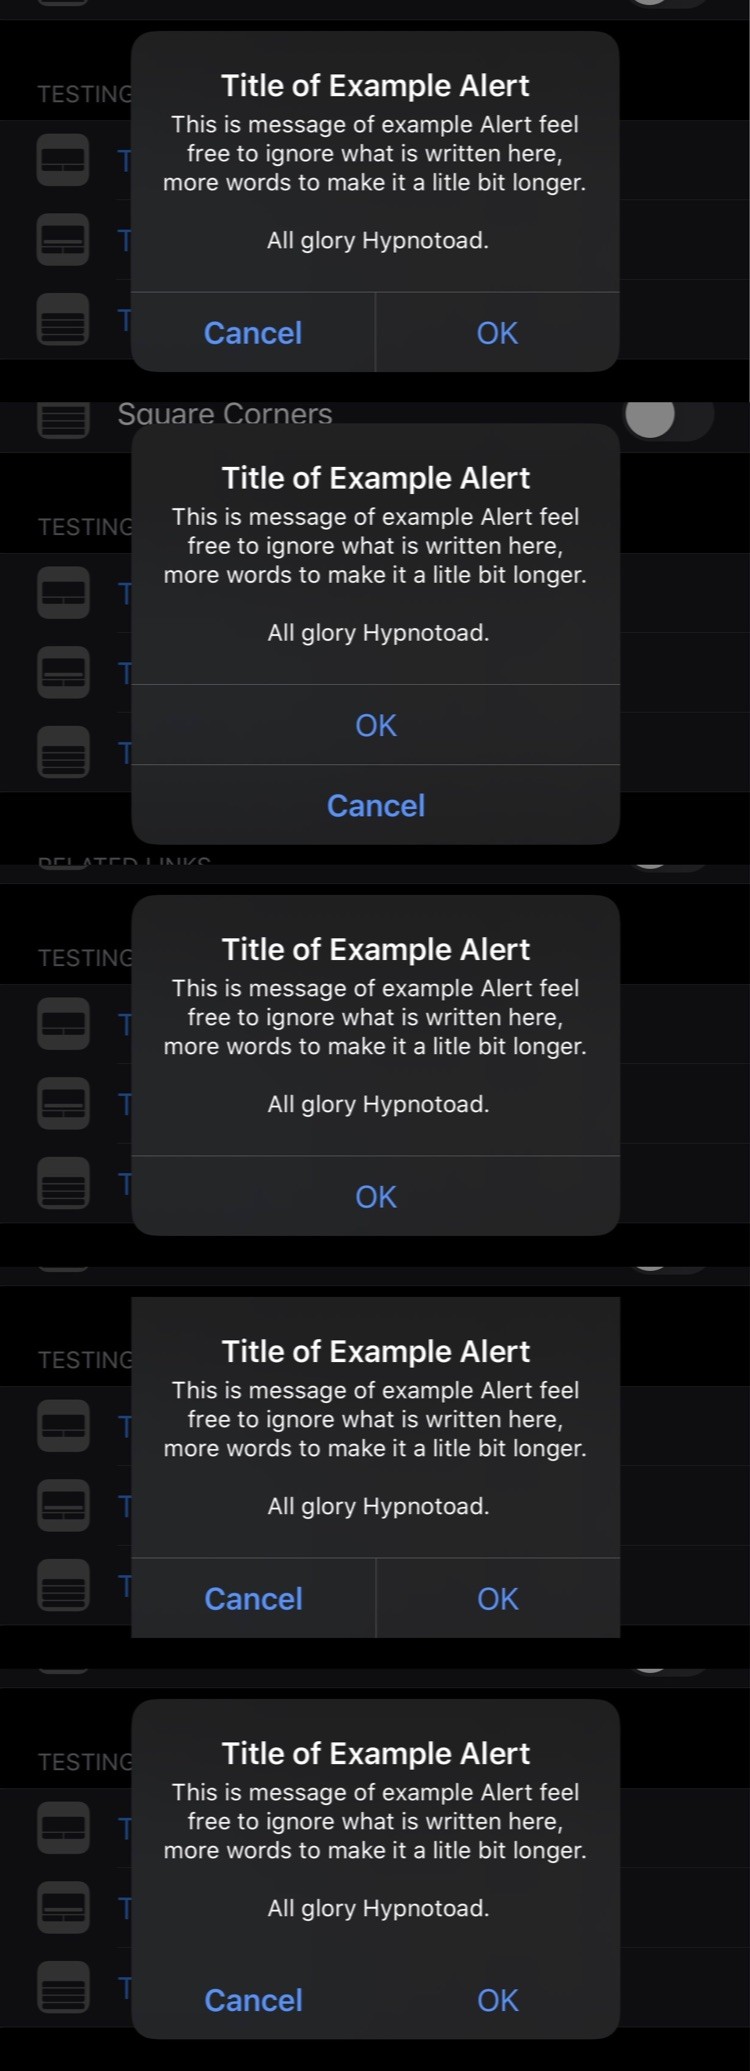 TESTING
Title of Example Alert
This is message of example Alert feel
free to ignore what is written here,
more words to make it a litle bit longer.
All glory Hypnotoad.
T
T
T
Cancel OK
Square Corners
TESTING
Title of Example Alert
This is message of example Alert feel
free to ignore what is written here,
more words to make it a litle bit longer.
All glory Hypnotoad.
T
T
T
OK
Cancel
RELATED LINKS
TESTING
Title of Example Alert
This is message of example Alert feel
free to ignore what is written here,
more words to make it a litle bit longer.
All glory Hypnotoad.
T
T
T
OK
TESTING
Title of Example Alert
This is message of example Alert feel
free to ignore what is written here,
more words to make it a litle bit longer.
All glory Hypnotoad.
T
T
T
Cancel OK
TESTING
Title of Example Alert
This is message of example Alert feel
free to ignore what is written here,
more words to make it a litle bit longer.
All glory Hypnotoad.
T
T
T
Cancel OK